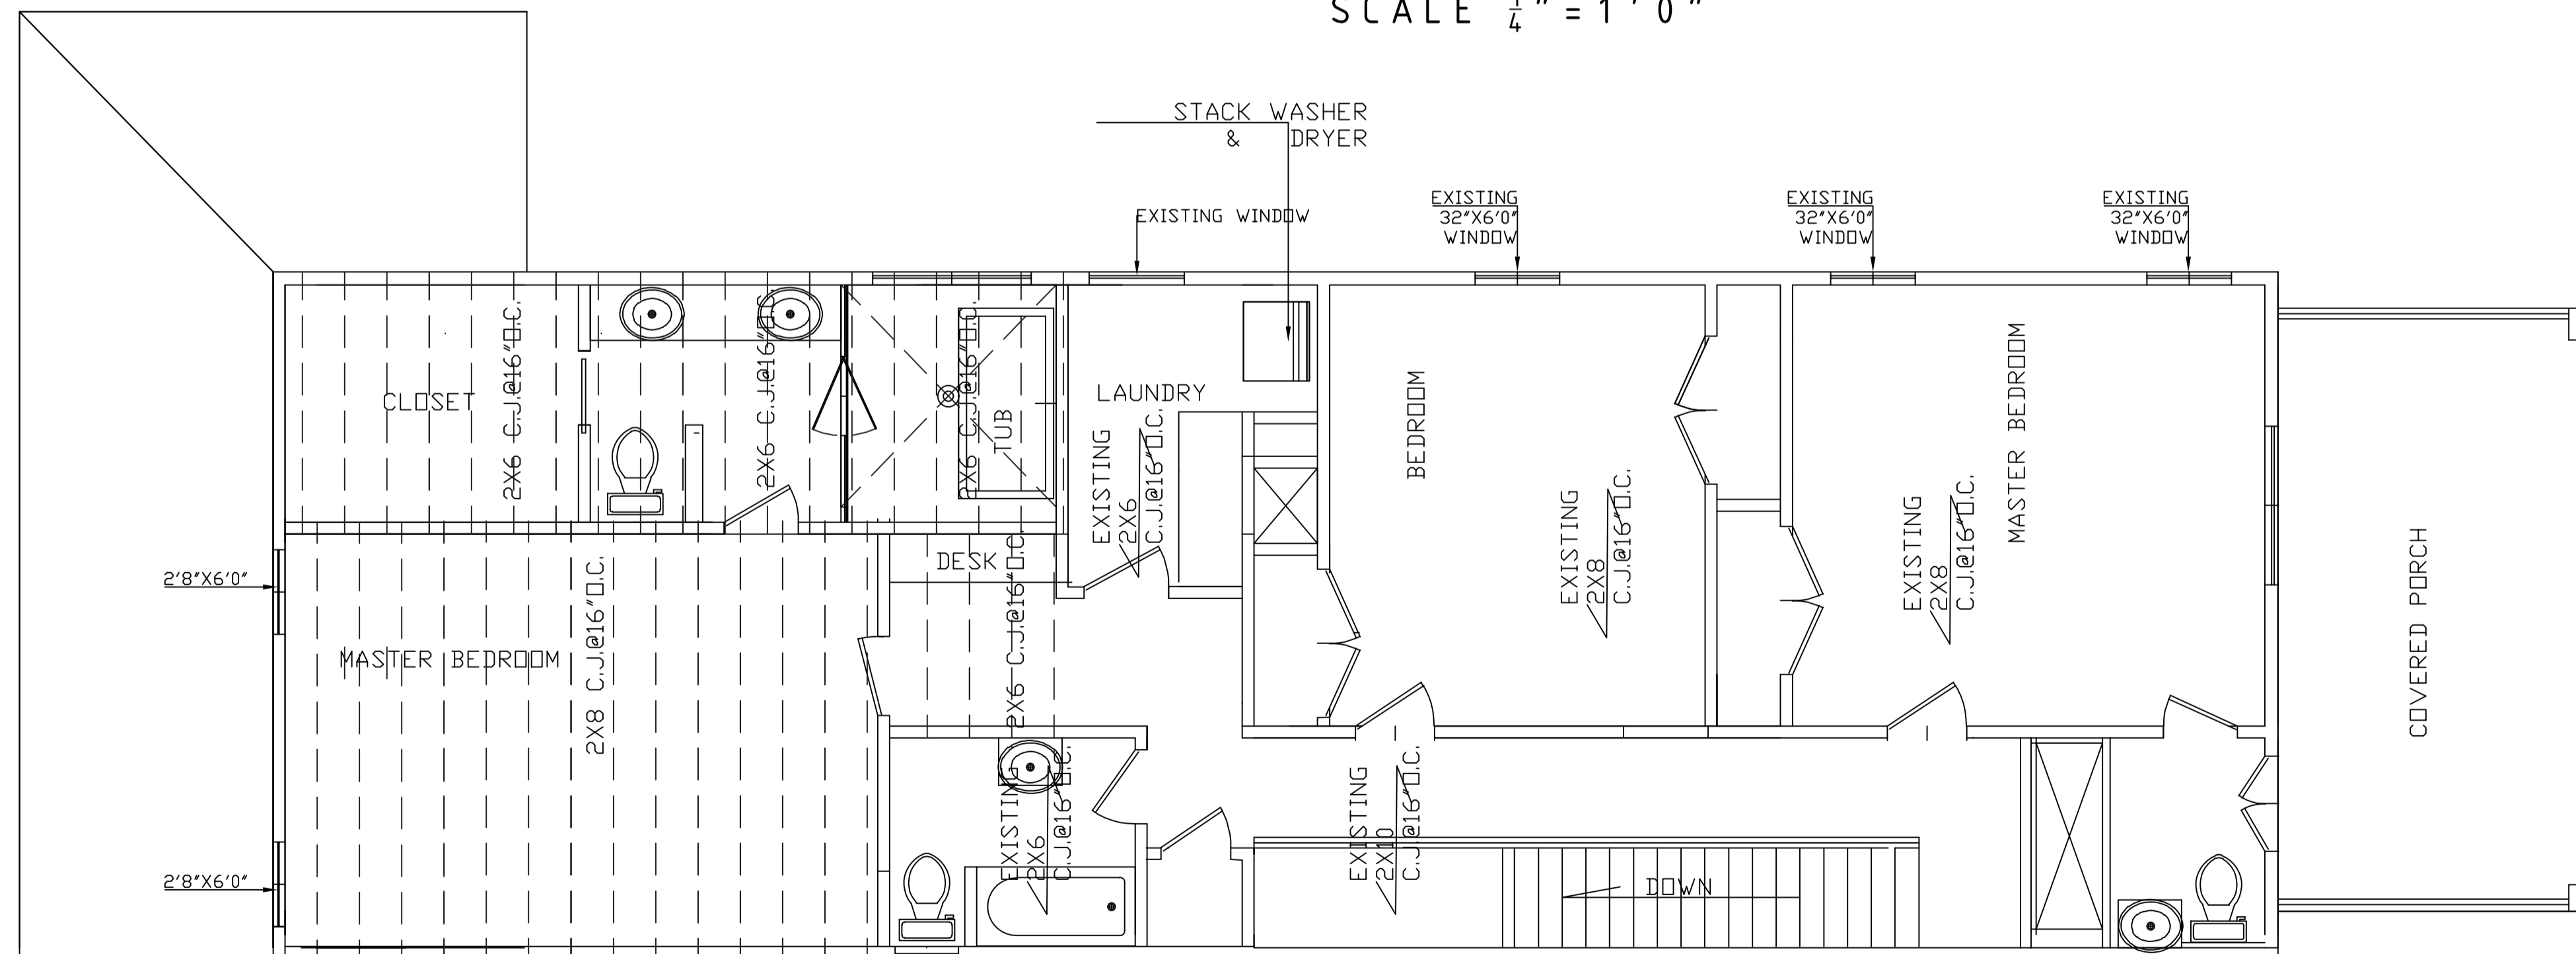 SCALE 1/4"=1'0"
STACK WASHER
& DRYER
EXISTING WINDOW
EXISTING
32"X6'0"
WINDOW
EXISTING
32"X6'0"
WINDOW
EXISTING
32"X6'0"
WINDOW
CLOSET
2X6 C.J.@16"O.C.
2X6 C.J.@16"O.C.
2X6 C.J.@16"O.C.
TUB
LAUNDRY
EXISTING
2X6
C.J.@16"O.C.
BEDROOM
EXISTING
2X8
C.J.@16"O.C.
MASTER BEDROOM
EXISTING
2X8
C.J.@16"O.C.
COVERED PORCH
2'8"X6'0"
MASTER BEDROOM
2X8 C.J.@16"O.C.
DESK
2X6 C.J.@16"O.C.
2'8"X6'0"
EXISTING
2X6
C.J.@16"O.C.
EXISTING
2X10
C.J.@16"O.C.
DOWN